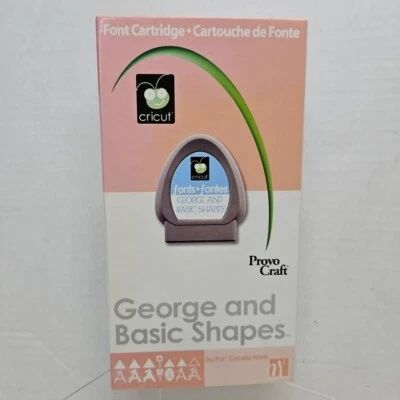 Font Cartridge • Cartouche de Fonte
cricut
cricut
fonts • fontes
GEORGE AND
BASIC SHAPES
Provo
Craft
George and
Basic Shapes